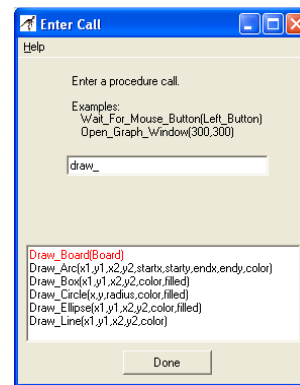 Enter Call
Help
Enter a procedure call.
Examples:
Wait_For_Mouse_Button(Left_Button)
Open_Graph_Window(300,300)
draw_
Draw_Board(Board)
Draw_Arc(x1,y1,x2,y2,startx,starty,endx,endy,color)
Draw_Box(x1,y1,x2,y2,color,filled)
Draw_Circle(x,y,radius,color,filled)
Draw_Ellipse(x1,y1,x2,y2,color,filled)
Draw_Line(x1,y1,x2,y2,color)
Done